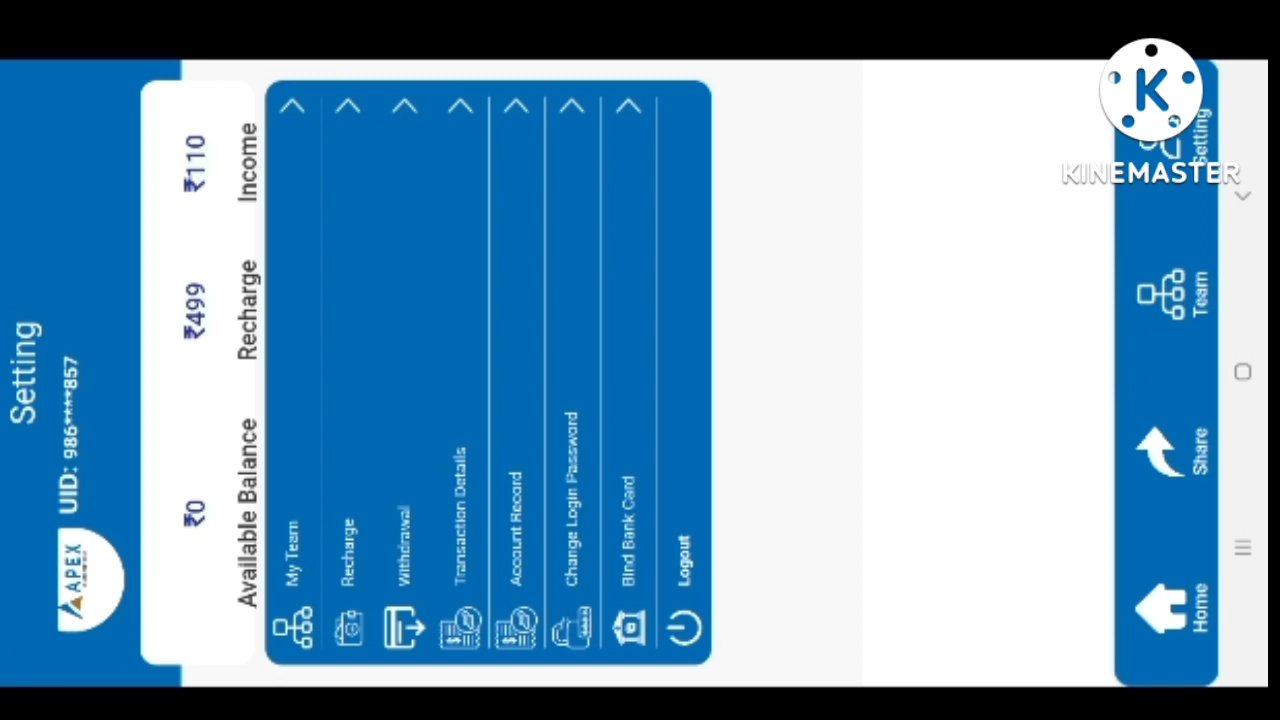 Setting
APEX
UID: 986****857
₹0 ₹499 ₹110
Available Balance Recharge Income
My Team
Recharge
Withdrawal
Transaction Details
Account Record
Change Login Password
Bind Bank Card
Logout
Home Share Team Setting
K
KINEMASTER